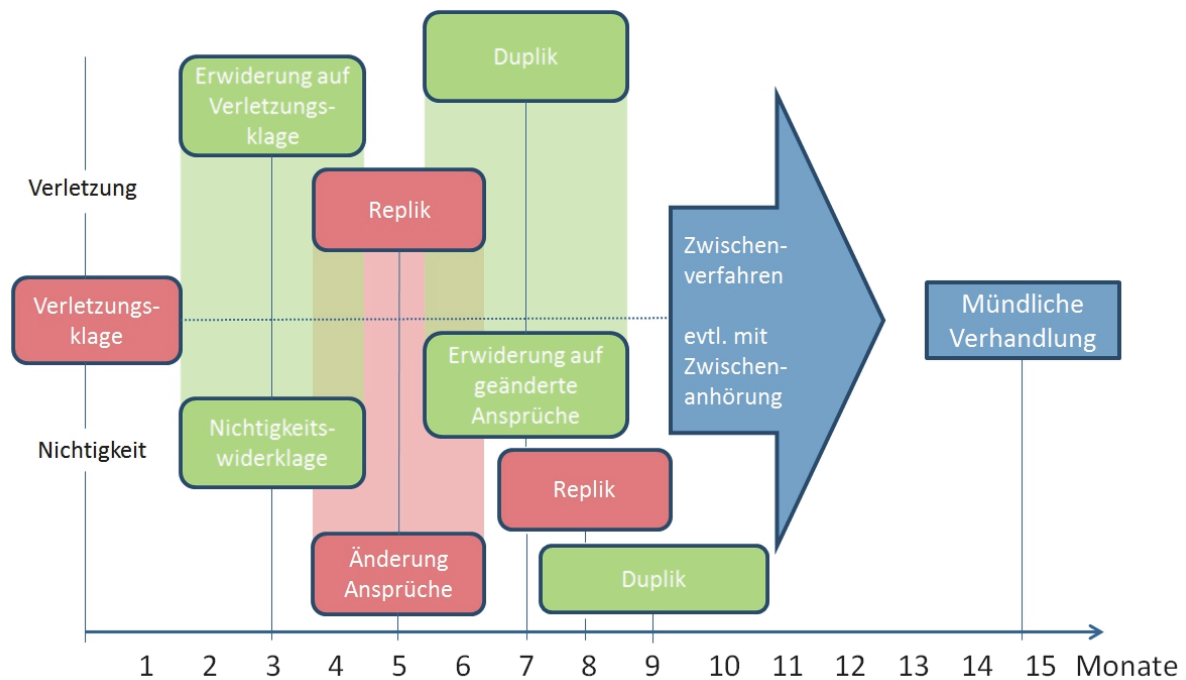 Duplik
Erwiderung auf
Verletzungs-
klage
Verletzung
Replik
Zwischen-
verfahren
evtl. mit
Zwischen-
anhörung
Verletzungs-
klage
Mündliche
Verhandlung
Erwiderung auf
geänderte
Ansprüche
Nichtigkeit
Nichtigkeits-
widerklage
Replik
Änderung
Ansprüche
Duplik
1 2 3 4 5 6 7 8 9 10 11 12 13 14 15 Monate